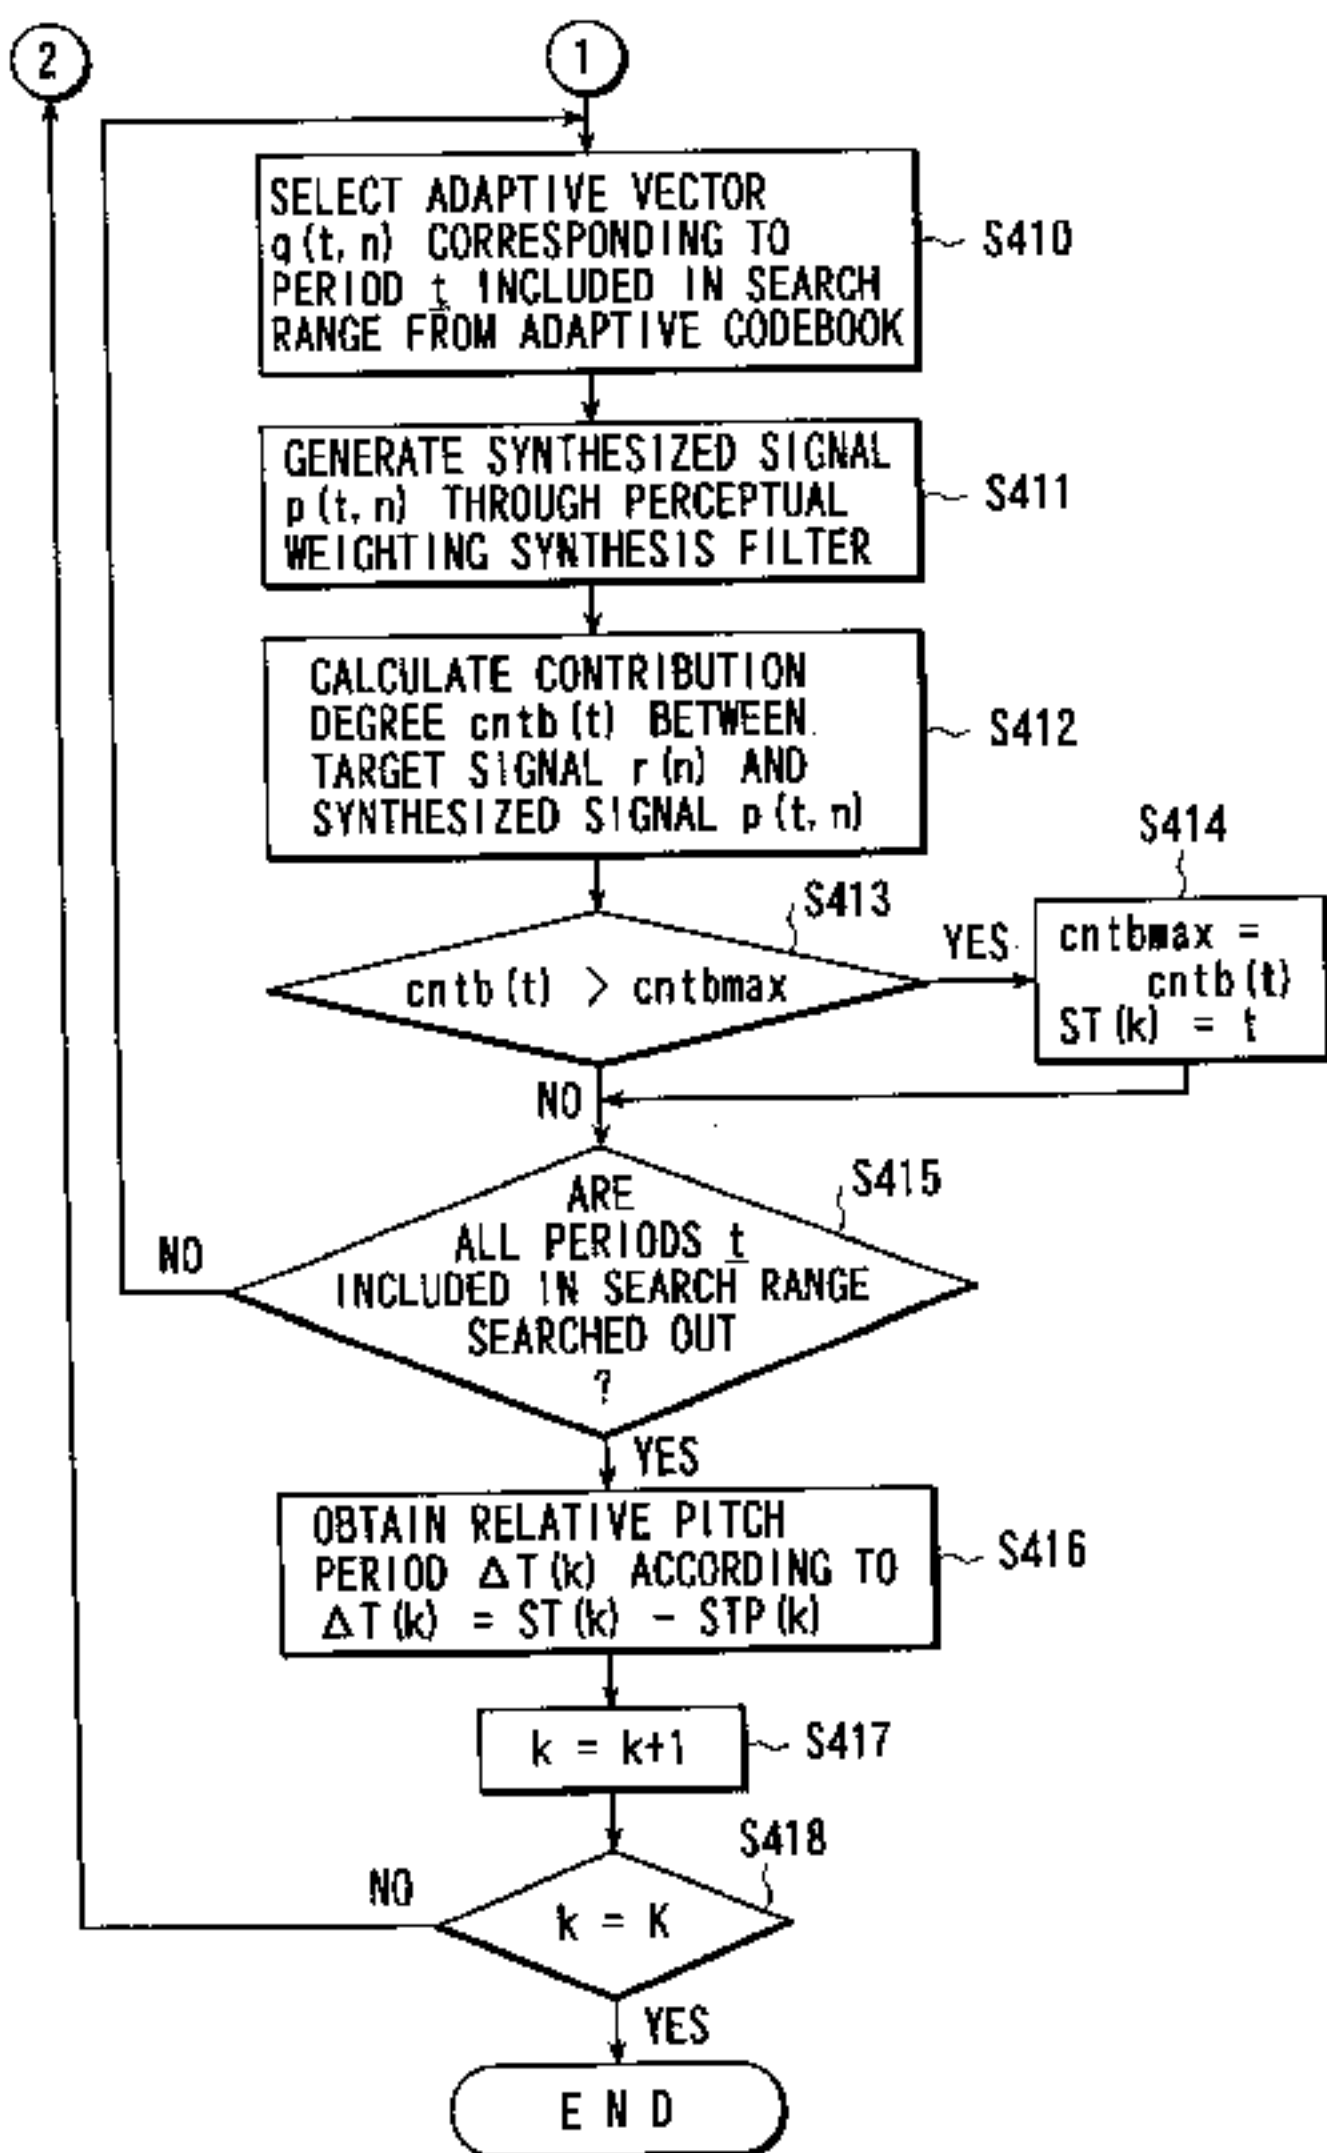 2
1
SELECT ADAPTIVE VECTOR
q(t,n) CORRESPONDING TO
PERIOD t INCLUDED IN SEARCH
RANGE FROM ADAPTIVE CODEBOOK
S410
GENERATE SYNTHESIZED SIGNAL
p(t,n) THROUGH PERCEPTUAL
WEIGHTING SYNTHESIS FILTER
S411
CALCULATE CONTRIBUTION
DEGREE cntb(t) BETWEEN
TARGET SIGNAL r(n) AND
SYNTHESIZED SIGNAL p(t,n)
S412
S413
cntb(t) > cntbmax
YES
S414
cntbmax =
cntb(t)
ST(k) = t
NO
S415
ARE
ALL PERIODS t
INCLUDED IN SEARCH RANGE
SEARCHED OUT
?
NO
YES
OBTAIN RELATIVE PITCH
PERIOD ΔT(k) ACCORDING TO
ΔT(k) = ST(k) - STP(k)
S416
k = k+1
S417
S418
k = K
NO
YES
END